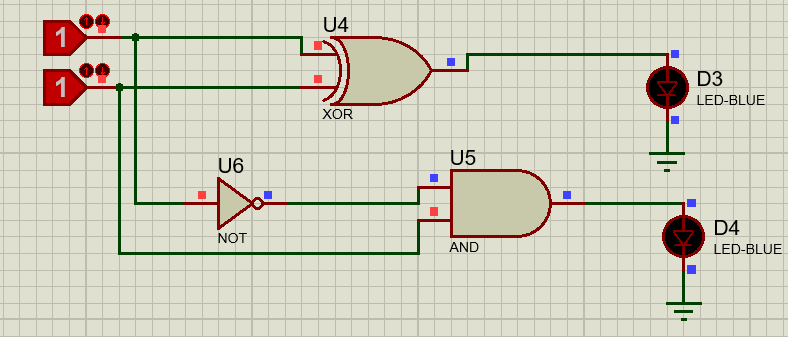 1
1
U4
XOR
D3
LED-BLUE
U6
NOT
U5
AND
D4
LED-BLUE